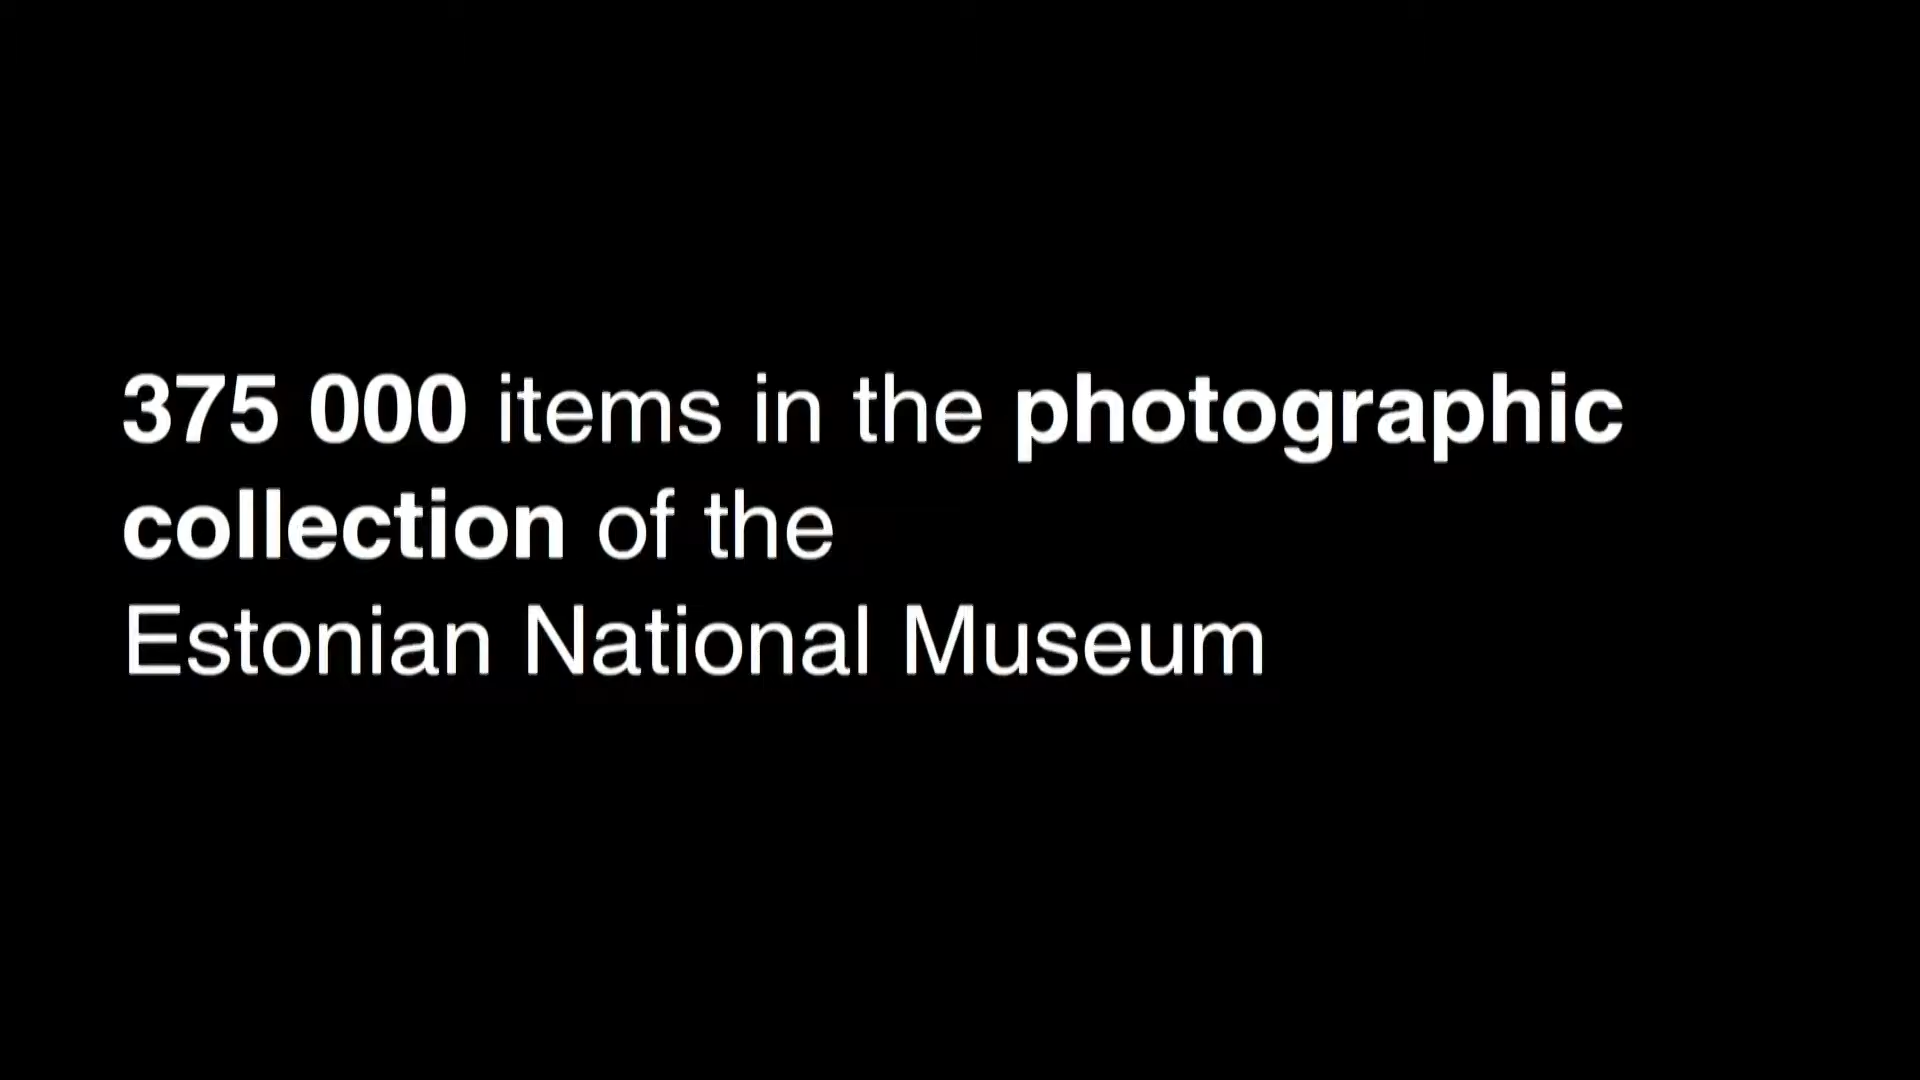 375 000 items in the photographic
collection of the
Estonian National Museum